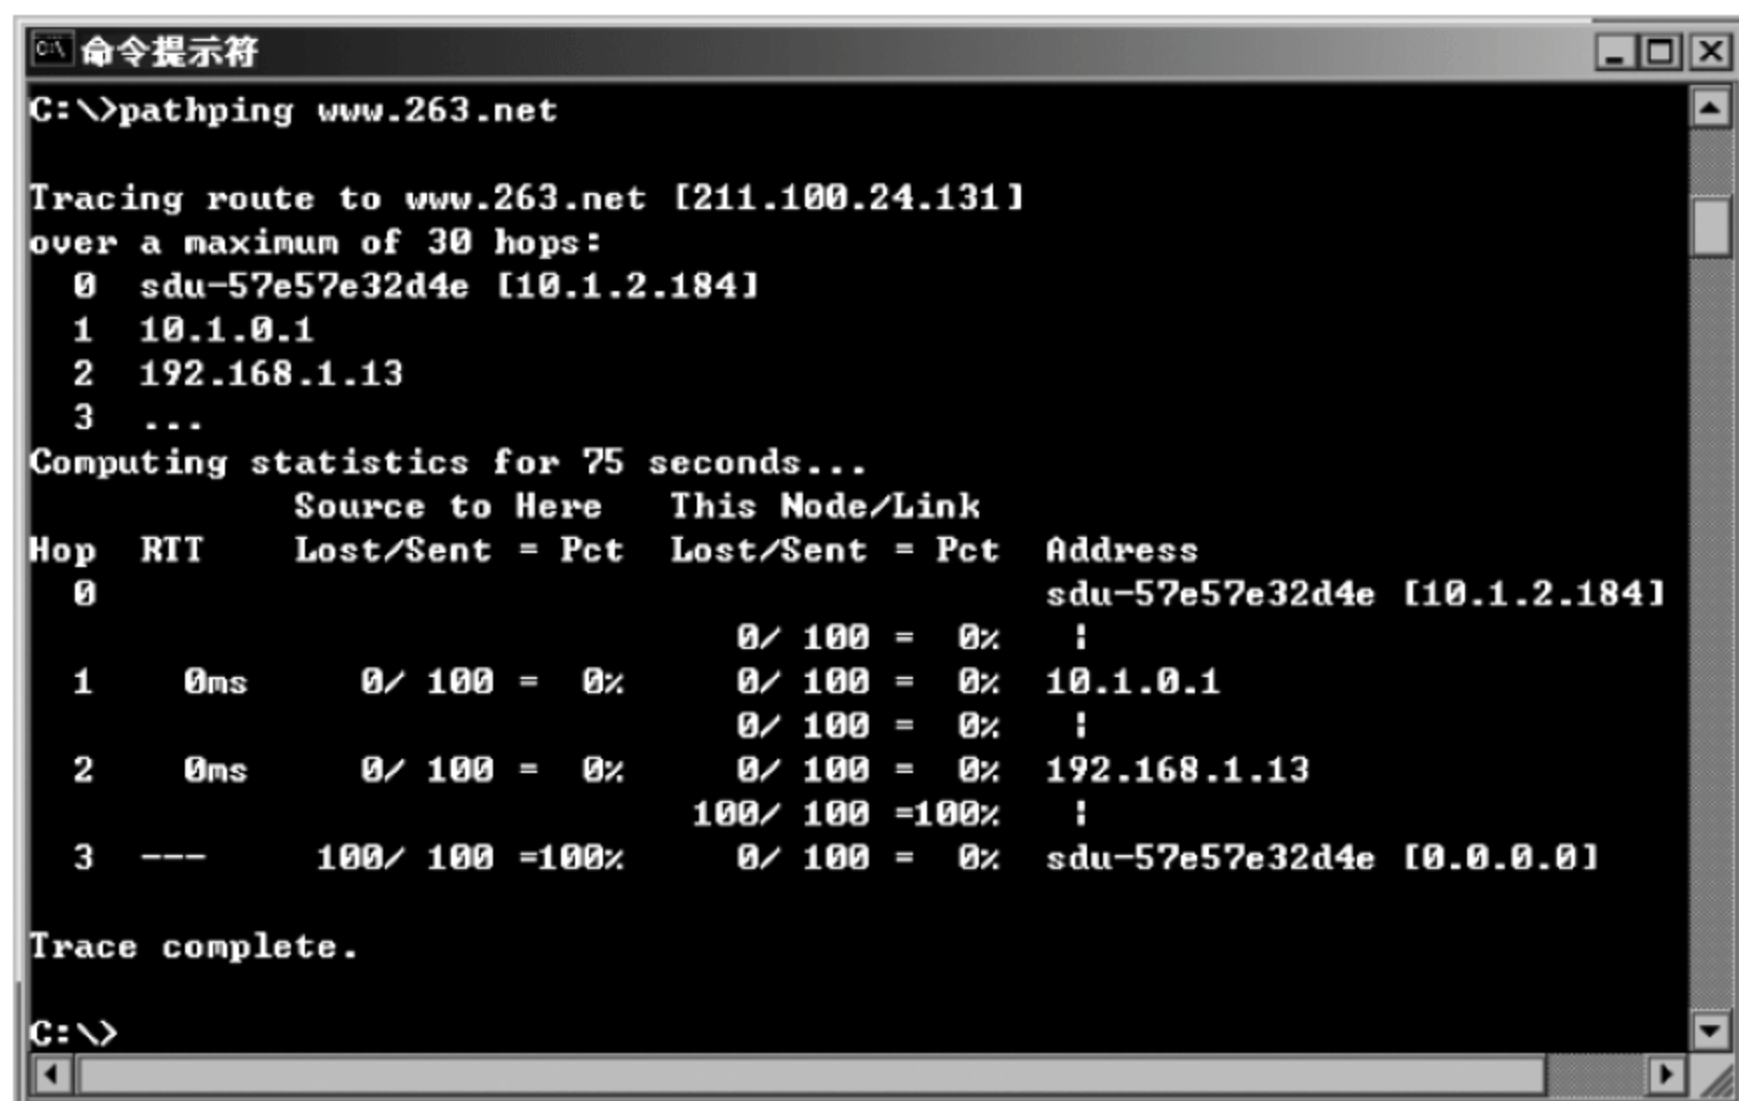 命令提示符
C:\>pathping www.263.net
Tracing route to www.263.net [211.100.24.131]
over a maximum of 30 hops:
  0  sdu-57e57e32d4e [10.1.2.184]
  1  10.1.0.1
  2  192.168.1.13
  3  ...
Computing statistics for 75 seconds...
            Source to Here   This Node/Link
Hop  RTT    Lost/Sent = Pct  Lost/Sent = Pct  Address
  0                                           sdu-57e57e32d4e [10.1.2.184]
                                0/ 100 =  0%   |
  1    0ms     0/ 100 =  0%     0/ 100 =  0%  10.1.0.1
                                0/ 100 =  0%   |
  2    0ms     0/ 100 =  0%     0/ 100 =  0%  192.168.1.13
                              100/ 100 =100%   |
  3  ---     100/ 100 =100%     0/ 100 =  0%  sdu-57e57e32d4e [0.0.0.0]
Trace complete.
C:\>